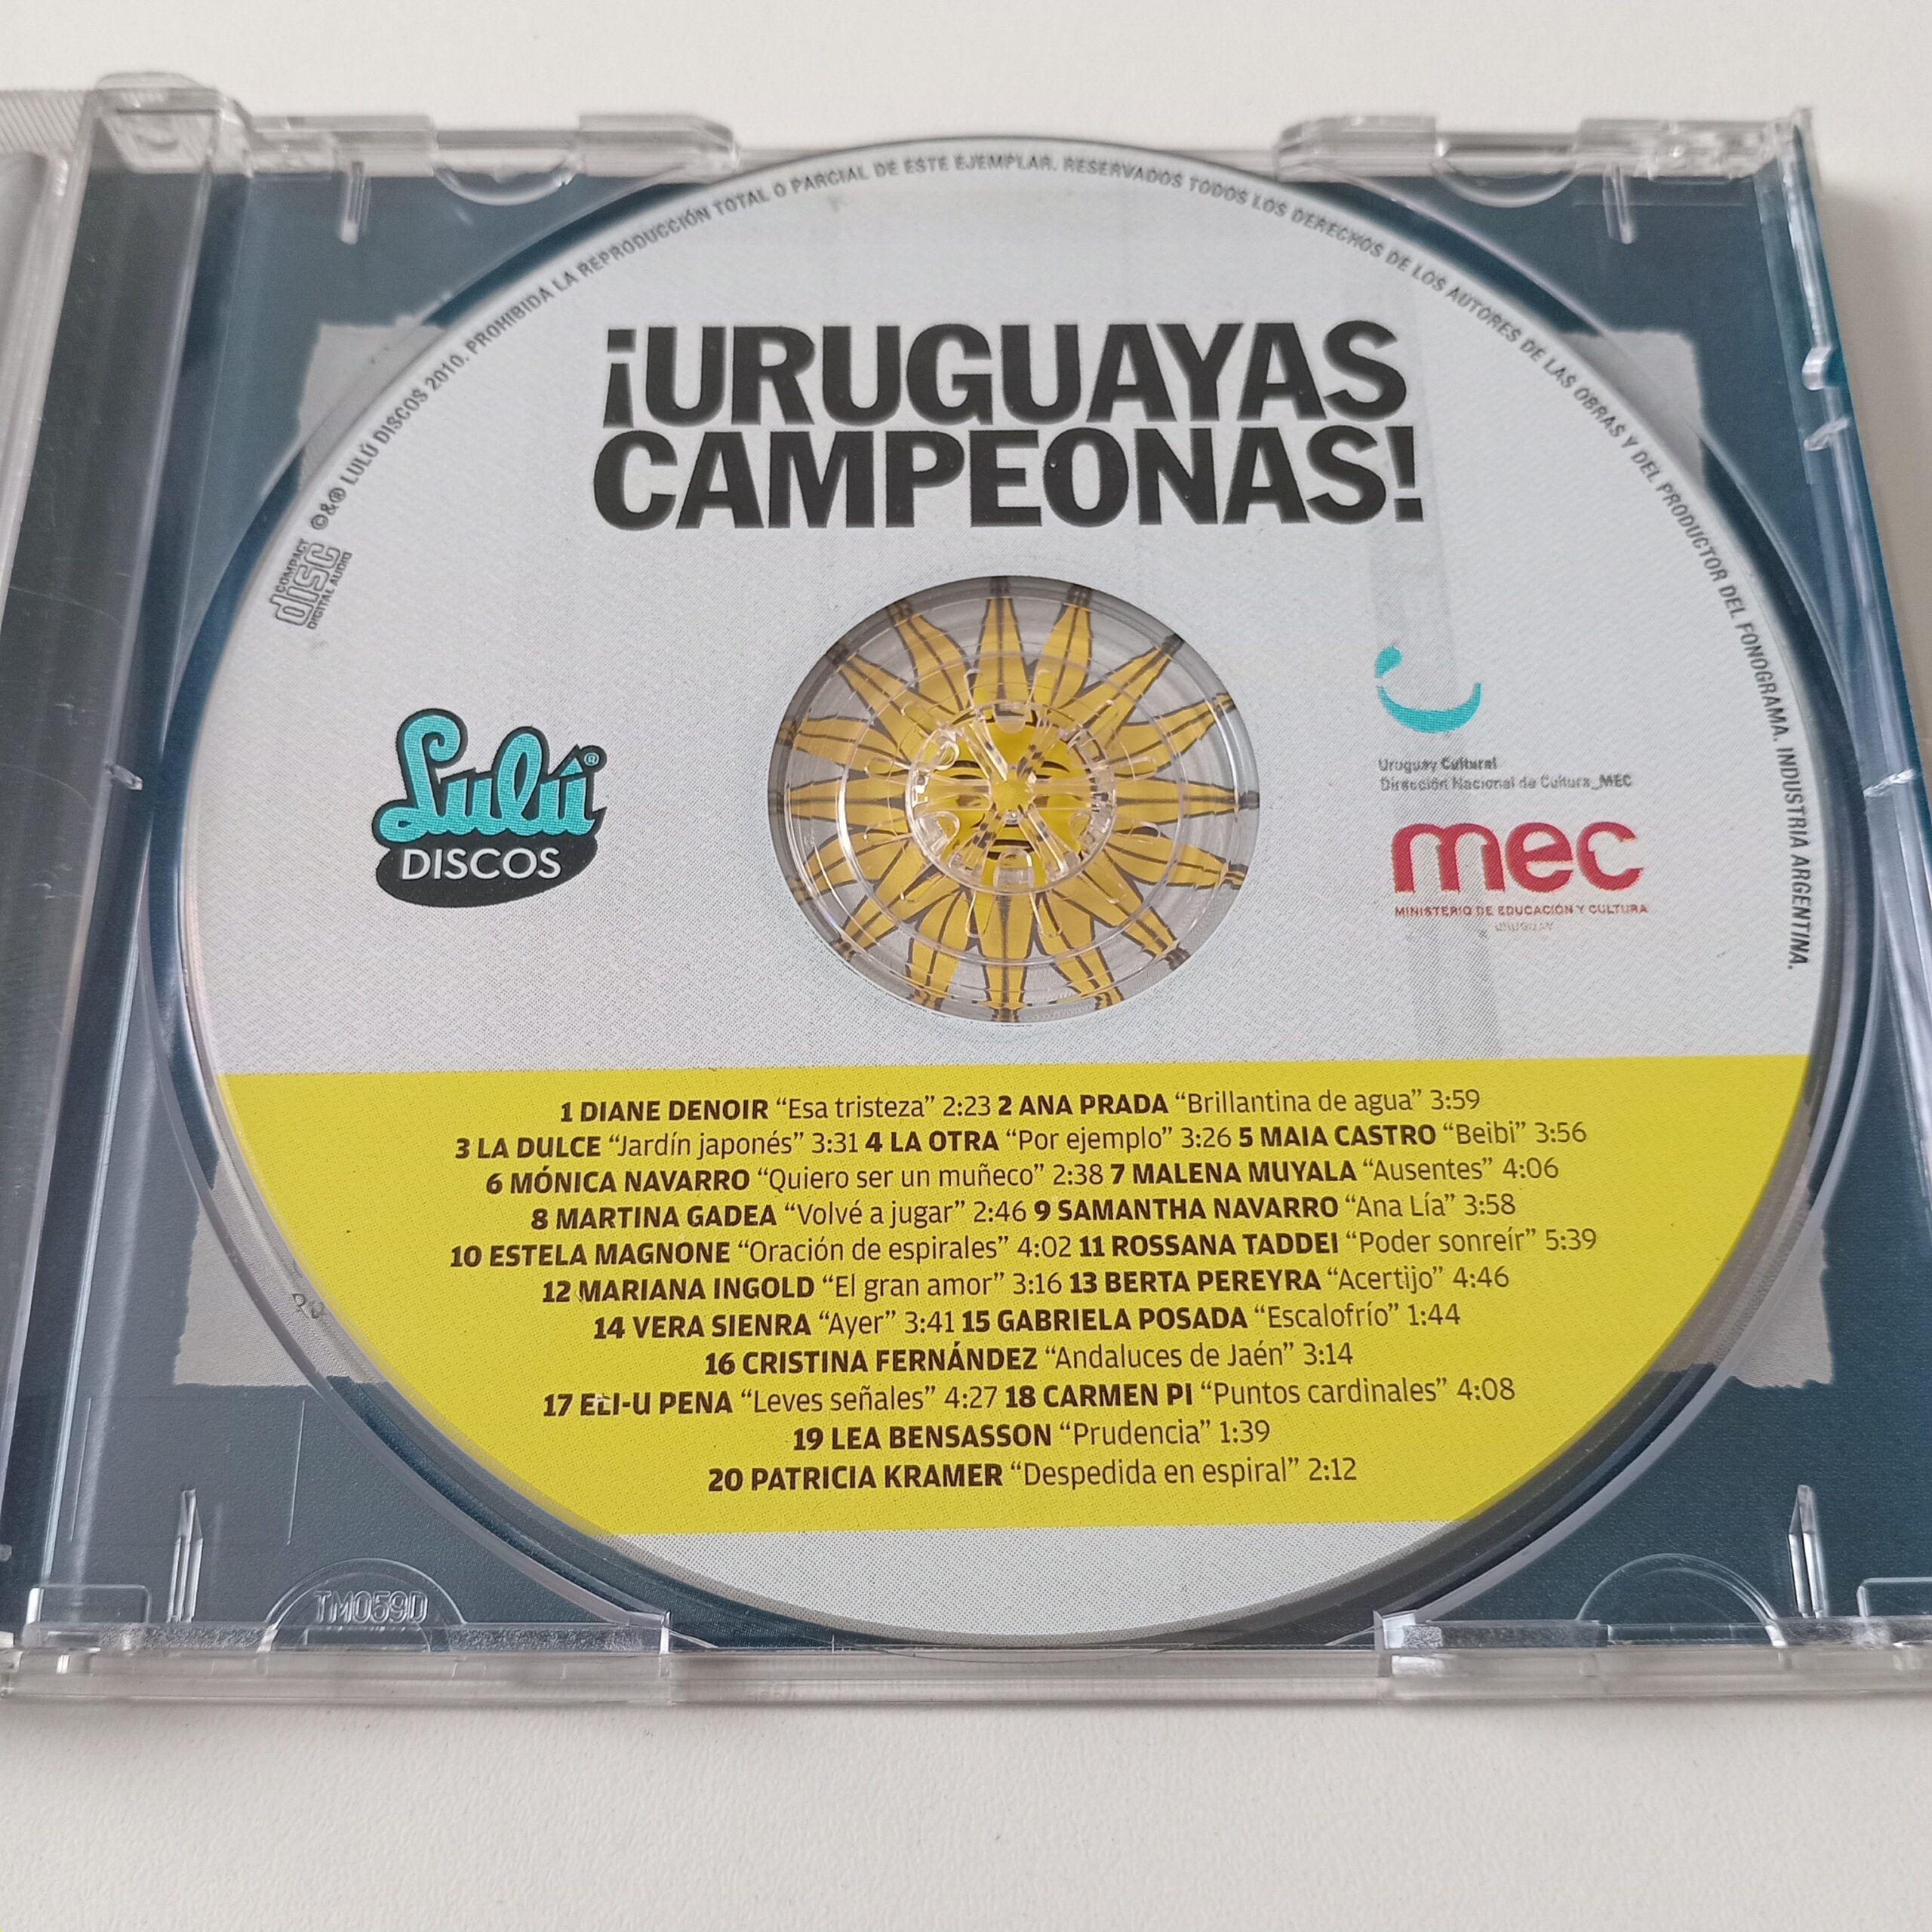 ©&® LULÚ DISCOS 2010. PROHIBIDA LA REPRODUCCIÓN TOTAL O PARCIAL DE ESTE EJEMPLAR. RESERVADOS TODOS LOS DERECHOS DE LOS AUTORES DE LAS OBRAS Y DEL PRODUCTOR DEL FONOGRAMA. INDUSTRIA ARGENTINA.
¡URUGUAYAS
CAMPEONAS!
COMPACT
disc
DIGITAL AUDIO
Lulú®
DISCOS
Uruguay Cultural
Dirección Nacional de Cultura_MEC
mec
MINISTERIO DE EDUCACIÓN Y CULTURA
URUGUAY
1 DIANE DENOIR “Esa tristeza” 2:23 2 ANA PRADA “Brillantina de agua” 3:59
3 LA DULCE “Jardín japonés” 3:31 4 LA OTRA “Por ejemplo” 3:26 5 MAIA CASTRO “Beibi” 3:56
6 MÓNICA NAVARRO “Quiero ser un muñeco” 2:38 7 MALENA MUYALA “Ausentes” 4:06
8 MARTINA GADEA “Volvé a jugar” 2:46 9 SAMANTHA NAVARRO “Ana Lía” 3:58
10 ESTELA MAGNONE “Oración de espirales” 4:02 11 ROSSANA TADDEI “Poder sonreír” 5:39
12 MARIANA INGOLD “El gran amor” 3:16 13 BERTA PEREYRA “Acertijo” 4:46
14 VERA SIENRA “Ayer” 3:41 15 GABRIELA POSADA “Escalofrío” 1:44
16 CRISTINA FERNÁNDEZ “Andaluces de Jaén” 3:14
17 ELI-U PENA “Leves señales” 4:27 18 CARMEN PI “Puntos cardinales” 4:08
19 LEA BENSASSON “Prudencia” 1:39
20 PATRICIA KRAMER “Despedida en espiral” 2:12
TM059D